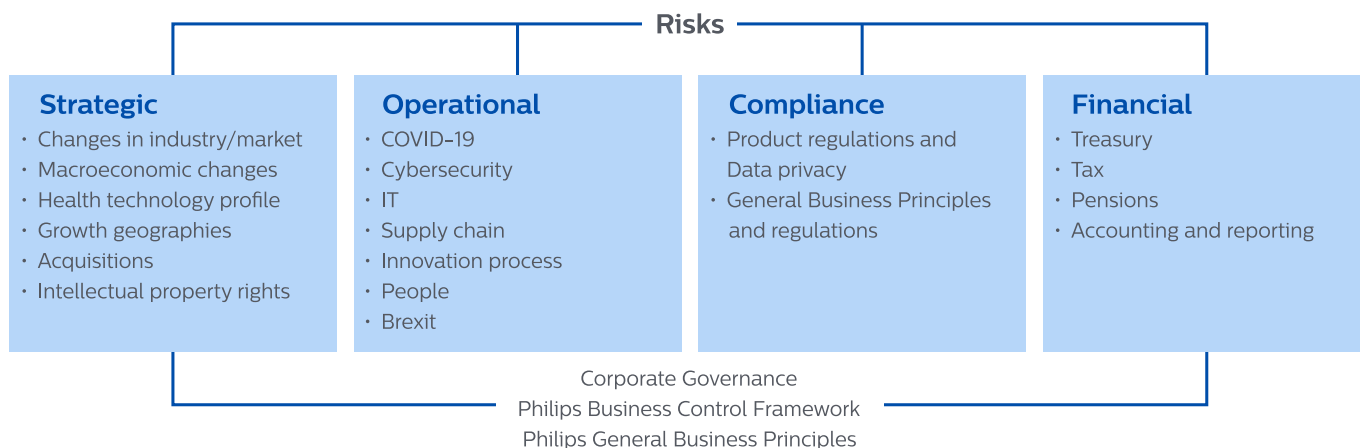 Risks
Strategic
• Changes in industry/market
• Macroeconomic changes
• Health technology profile
• Growth geographies
• Acquisitions
• Intellectual property rights
Operational
• COVID-19
• Cybersecurity
• IT
• Supply chain
• Innovation process
• People
• Brexit
Compliance
• Product regulations and
Data privacy
• General Business Principles
and regulations
Financial
• Treasury
• Tax
• Pensions
• Accounting and reporting
Corporate Governance
Philips Business Control Framework
Philips General Business Principles